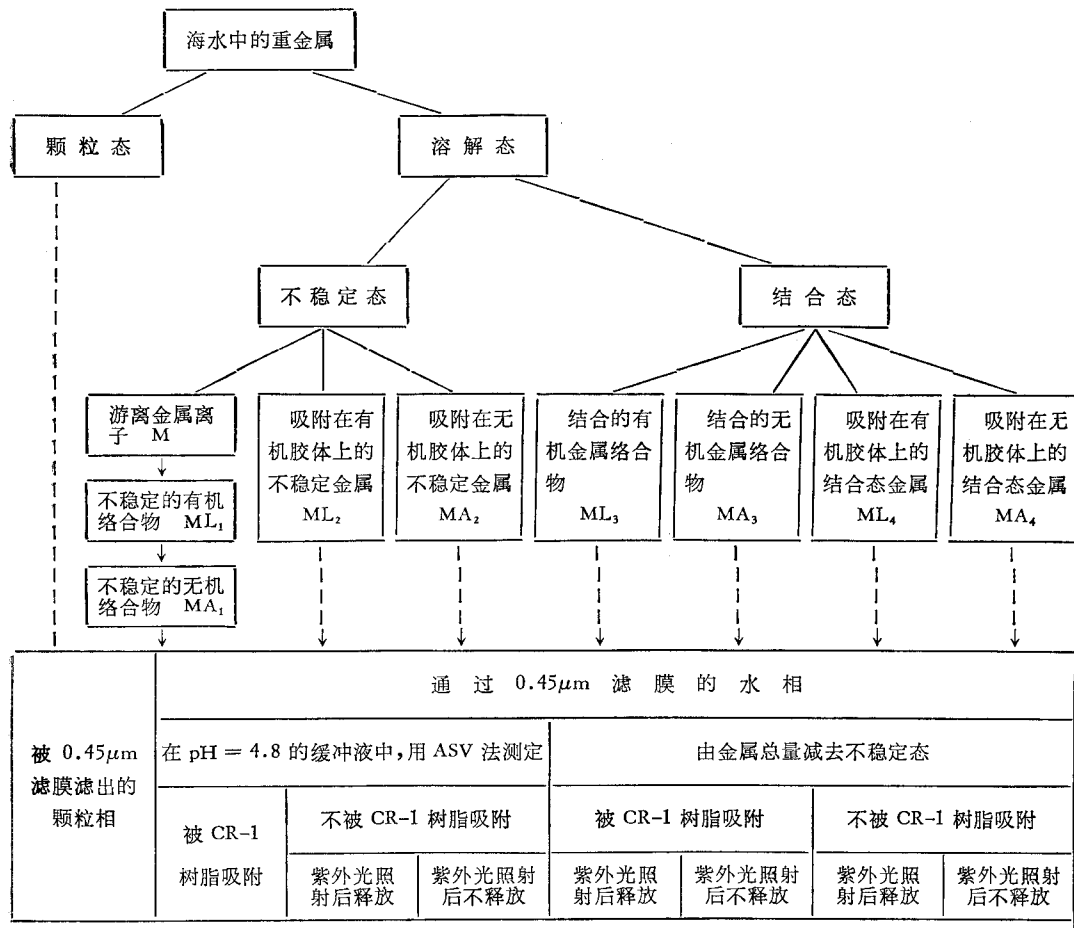 海水中的重金属
颗粒态
溶解态
不稳定态
结合态
游离金属离
子 M
不稳定的有机
络合物 ML₁
不稳定的无机
络合物 MA₁
吸附在有
机胶体上的
不稳定金属
ML₂
吸附在无
机胶体上的
不稳定金属
MA₂
结合的有
机金属络合
物
ML₃
结合的无
机金属络合
物
MA₃
吸附在有
机胶体上的
结合态金属
ML₄
吸附在无
机胶体上的
结合态金属
MA₄
被 0.45μm
滤膜滤出的
颗粒相
通过 0.45μm 滤膜的水相
在 pH = 4.8 的缓冲液中,用 ASV 法测定
由金属总量减去不稳定态
被 CR-1
树脂吸附
不被 CR-1 树脂吸附
被 CR-1 树脂吸附
不被 CR-1 树脂吸附
紫外光照
射后释放
紫外光照射
后不释放
紫外光照
射后释放
紫外光照射
后不释放
紫外光照
射后释放
紫外光照射
后不释放